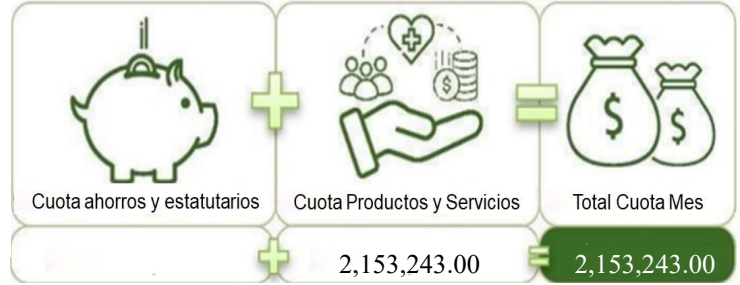 Cuota ahorros y estatutarios
Cuota Productos y Servicios
Total Cuota Mes
2,153,243.00
2,153,243.00